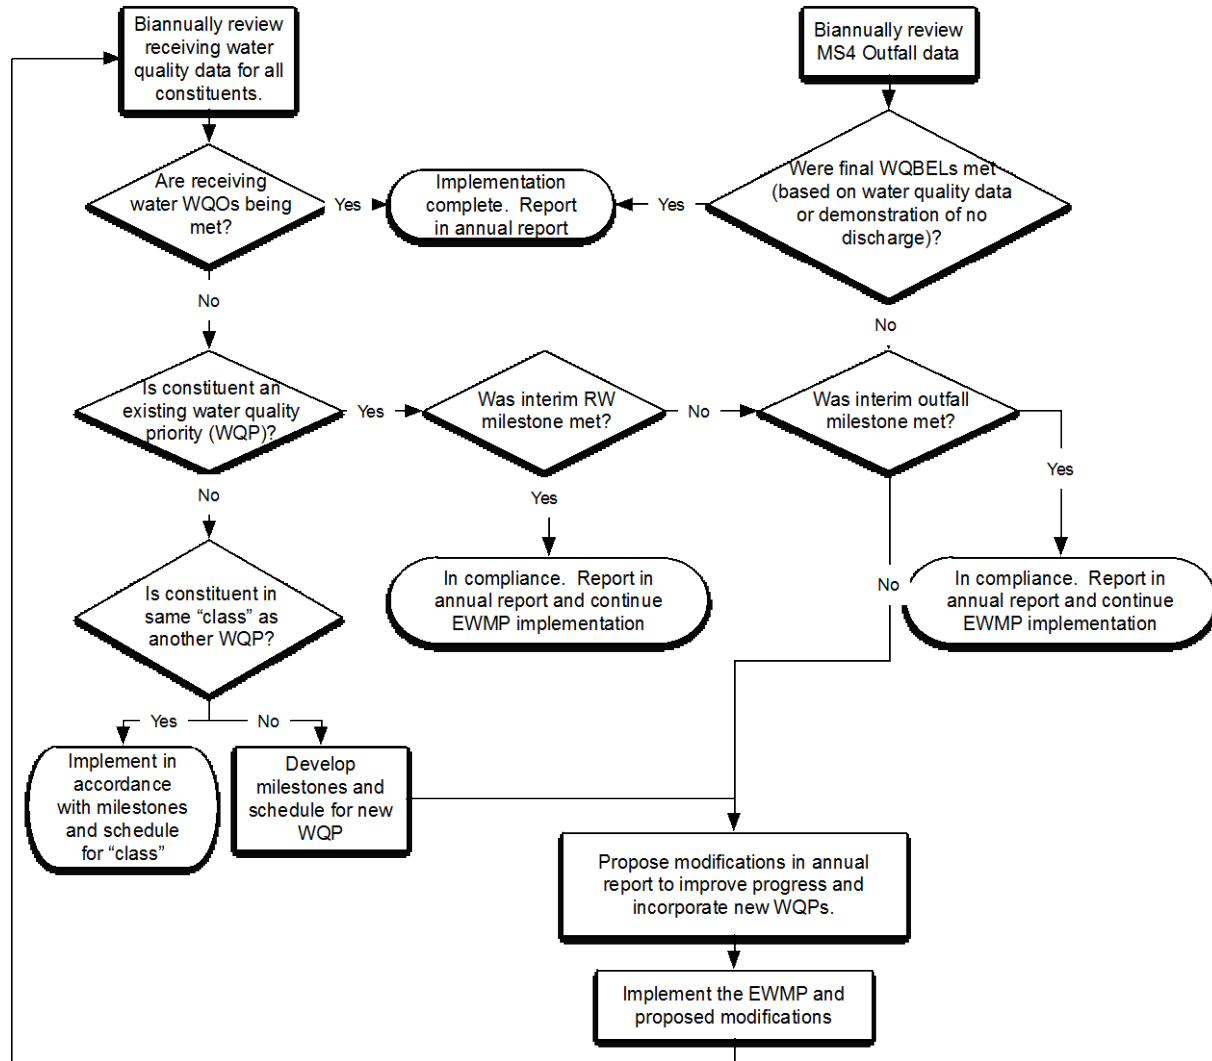 Biannually review
receiving water
quality data for all
constituents.
Biannually review
MS4 Outfall data
Are receiving
water WQOs being
met?
Yes
Implementation
complete.  Report
in annual report
Yes
Were final WQBELs met
(based on water quality data
or demonstration of no
discharge)?
No
No
Is constituent an
existing water quality
priority (WQP)?
Yes
Was interim RW
milestone met?
No
Was interim outfall
milestone met?
Yes
No
Yes
Is constituent in
same “class” as
another WQP?
In compliance.  Report in
annual report and continue
EWMP implementation
No
In compliance.  Report in
annual report and continue
EWMP implementation
Yes
No
Implement in
accordance
with milestones
and schedule
for “class”
Develop
milestones and
schedule for new
WQP
Propose modifications in annual
report to improve progress and
incorporate new WQPs.
Implement the EWMP and
proposed modifications